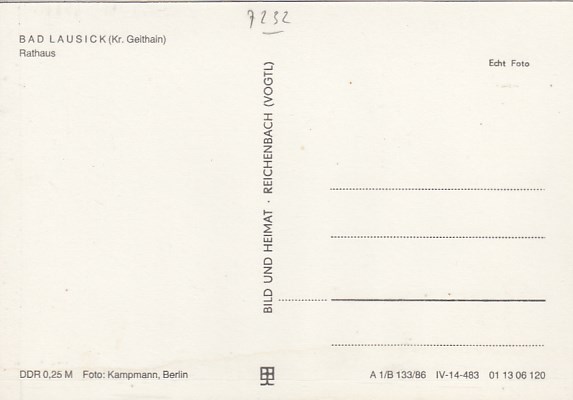 7232
BAD LAUSICK (Kr. Geithain)
Rathaus
Echt Foto
BILD UND HEIMAT · REICHENBACH (VOGTL)
DDR 0,25 M Foto: Kampmann, Berlin
A 1/B 133/86 IV-14-483 01 13 06 120